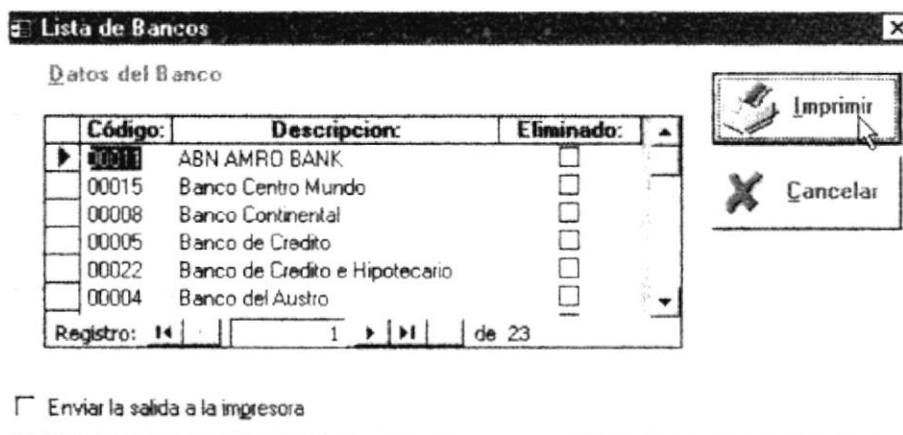 Lista de Bancos
Datos del Banco
Imprimir
Código: Descripcion: Eliminado:
00011 ABN AMRO BANK
00015 Banco Centro Mundo
00008 Banco Continental
00005 Banco de Credito
00022 Banco de Credito e Hipotecario
00004 Banco del Austro
Cancelar
Registro: 1 de 23
Enviar la salida a la impresora